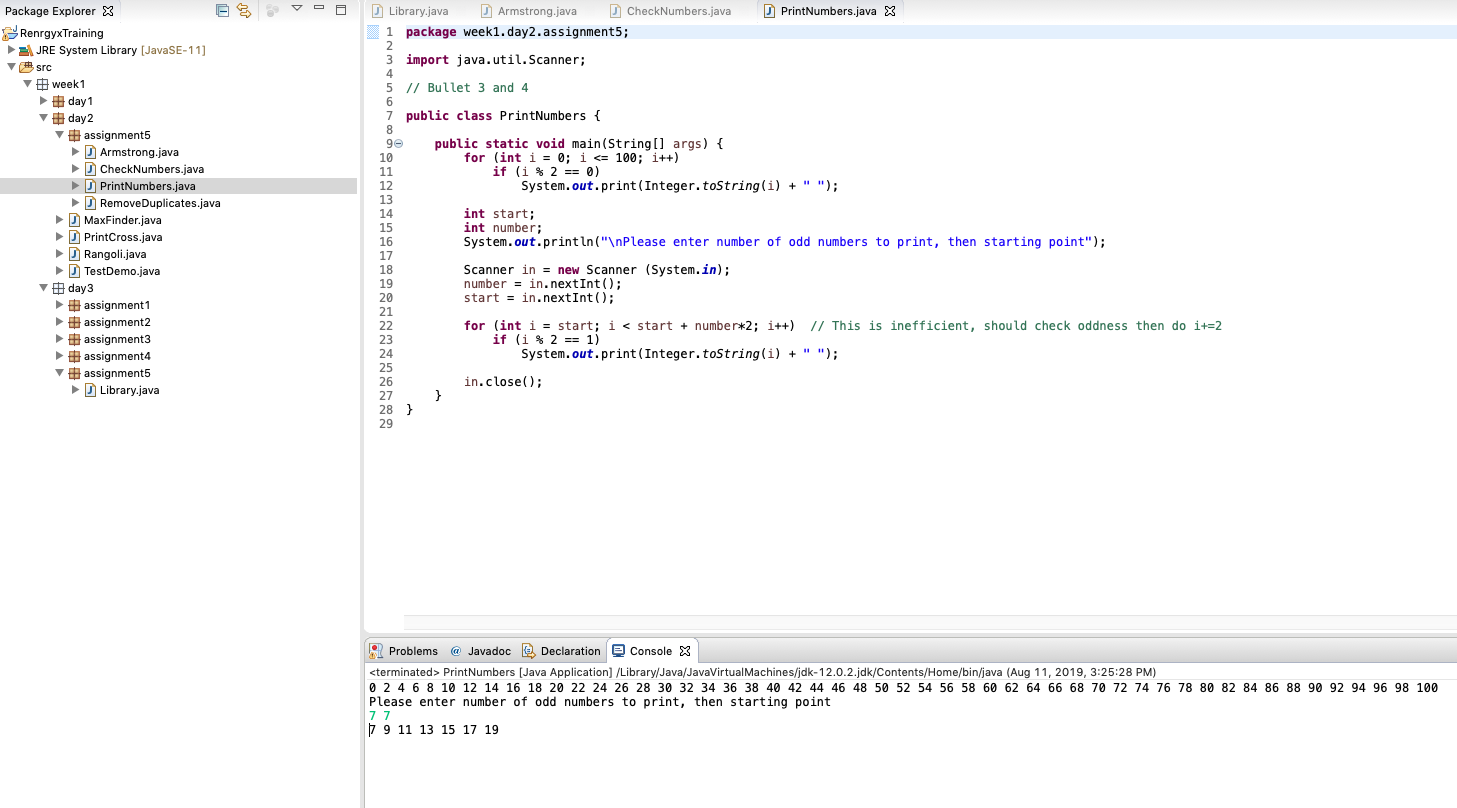 Package Explorer
RenrgyxTraining
JRE System Library [JavaSE-11]
src
week1
day1
day2
assignment5
Armstrong.java
CheckNumbers.java
PrintNumbers.java
RemoveDuplicates.java
MaxFinder.java
PrintCross.java
Rangoli.java
TestDemo.java
day3
assignment1
assignment2
assignment3
assignment4
assignment5
Library.java
Library.java Armstrong.java CheckNumbers.java PrintNumbers.java
1 package week1.day2.assignment5;
2
3 import java.util.Scanner;
4
5 // Bullet 3 and 4
6
7 public class PrintNumbers {
8
9     public static void main(String[] args) {
10         for (int i = 0; i <= 100; i++)
11             if (i % 2 == 0)
12                 System.out.print(Integer.toString(i) + " ");
13
14         int start;
15         int number;
16         System.out.println("\nPlease enter number of odd numbers to print, then starting point");
17
18         Scanner in = new Scanner (System.in);
19         number = in.nextInt();
20         start = in.nextInt();
21
22         for (int i = start; i < start + number*2; i++)  // This is inefficient, should check oddness then do i+=2
23             if (i % 2 == 1)
24                 System.out.print(Integer.toString(i) + " ");
25
26         in.close();
27     }
28 }
29
Problems @ Javadoc Declaration Console
<terminated> PrintNumbers [Java Application] /Library/Java/JavaVirtualMachines/jdk-12.0.2.jdk/Contents/Home/bin/java (Aug 11, 2019, 3:25:28 PM)
0 2 4 6 8 10 12 14 16 18 20 22 24 26 28 30 32 34 36 38 40 42 44 46 48 50 52 54 56 58 60 62 64 66 68 70 72 74 76 78 80 82 84 86 88 90 92 94 96 98 100
Please enter number of odd numbers to print, then starting point
7 7
7 9 11 13 15 17 19